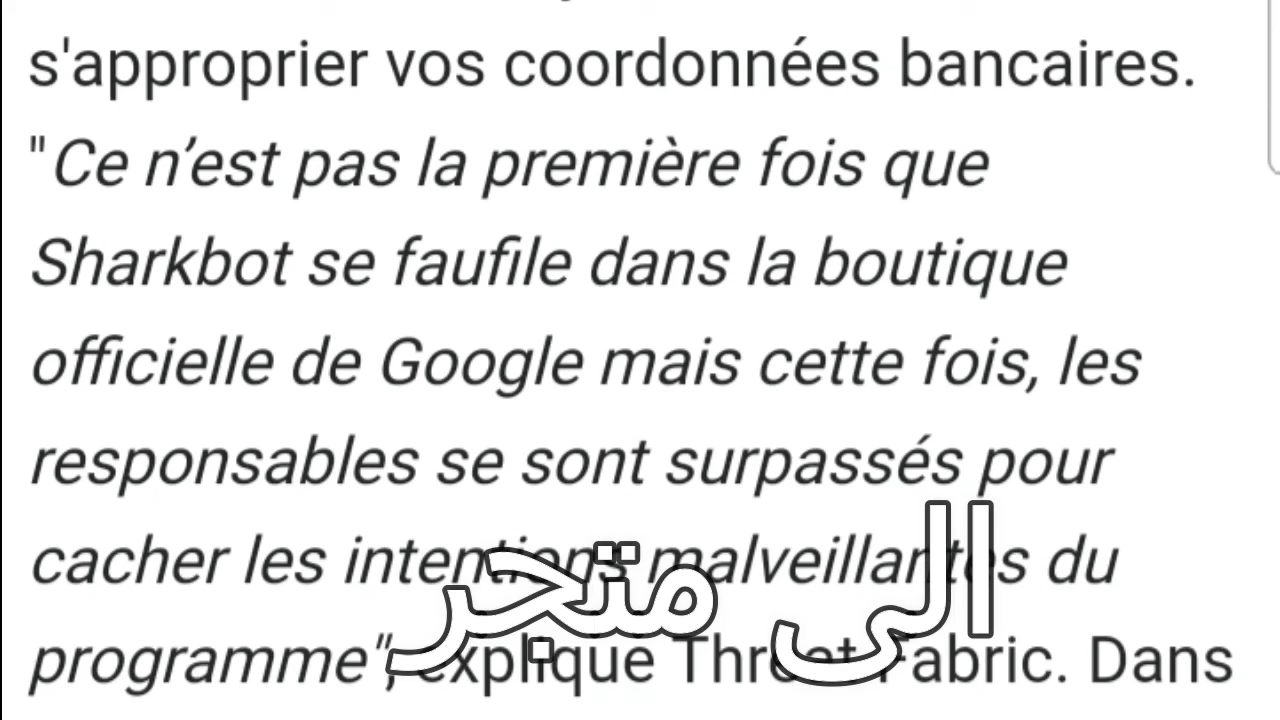 s'approprier vos coordonnées bancaires.
"Ce n’est pas la première fois que
Sharkbot se faufile dans la boutique
officielle de Google mais cette fois, les
responsables se sont surpassés pour
cacher les intentions malveillantes du
programme", explique Threat Fabric. Dans
الى متجر